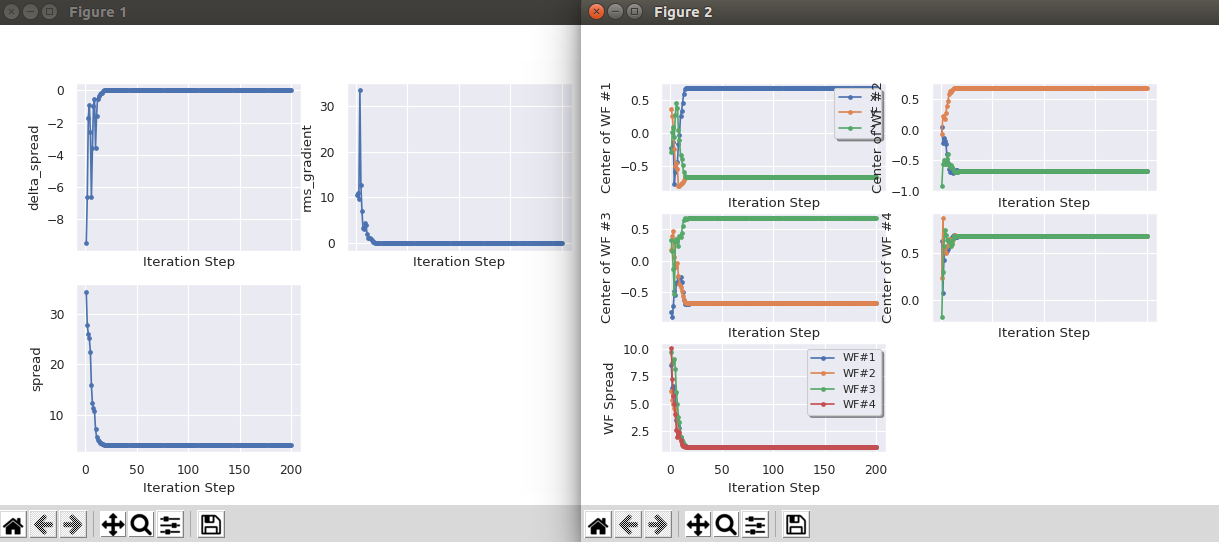 Figure 1
0
−2
−4
−6
−8
delta_spread
Iteration Step
30
20
10
0
rms_gradient
Iteration Step
30
20
10
spread
0 50 100 150 200
Iteration Step
Figure 2
0.5
0.0
−0.5
Center of WF #1
Iteration Step
0.5
0.0
−0.5
−1.0
Center of WF #2
Iteration Step
0.5
0.0
−0.5
Center of WF #3
Iteration Step
0.5
0.0
Center of WF #4
Iteration Step
10.0
7.5
5.0
2.5
WF Spread
WF#1
WF#2
WF#3
WF#4
0 50 100 150 200
Iteration Step